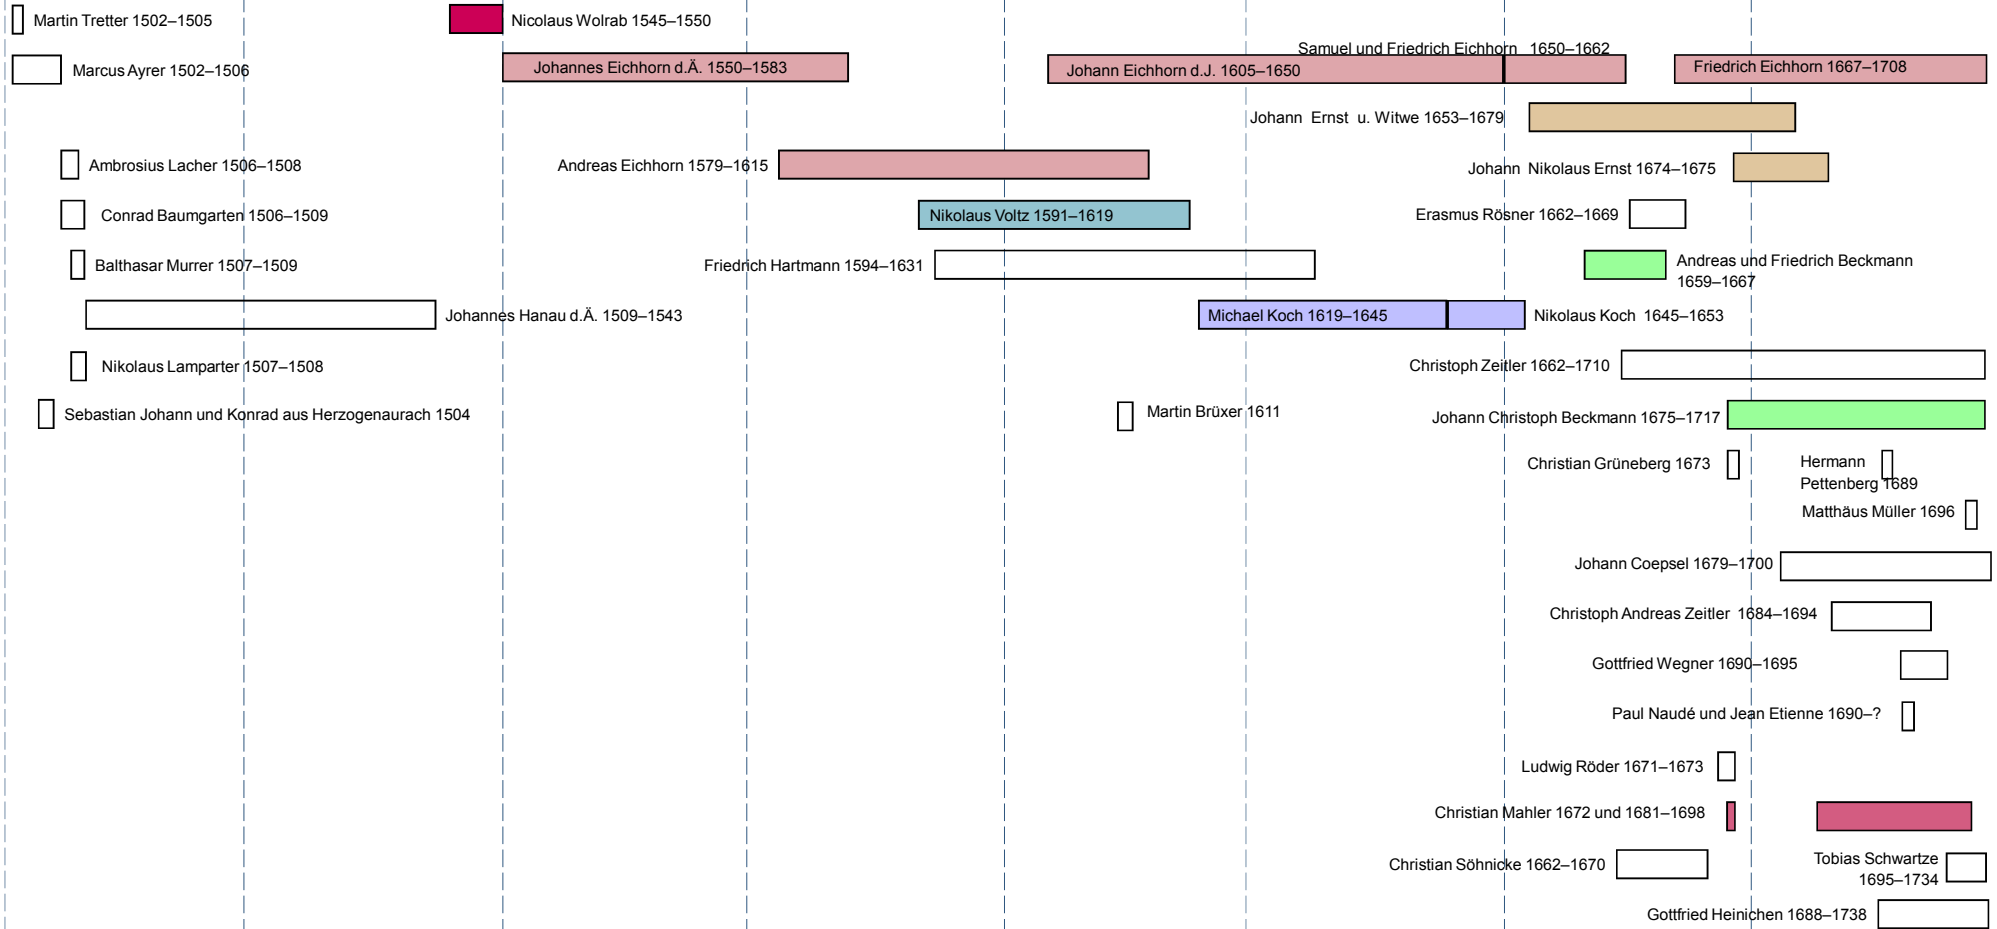 Martin Tretter 1502–1505
Nicolaus Wolrab 1545–1550
Samuel und Friedrich Eichhorn 1650–1662
Marcus Ayrer 1502–1506
Johannes Eichhorn d.Ä. 1550–1583
Johann Eichhorn d.J. 1605–1650
Friedrich Eichhorn 1667–1708
Johann Ernst u. Witwe 1653–1679
Ambrosius Lacher 1506–1508
Andreas Eichhorn 1579–1615
Johann Nikolaus Ernst 1674–1675
Conrad Baumgarten 1506–1509
Nikolaus Voltz 1591–1619
Erasmus Rösner 1662–1669
Balthasar Murrer 1507–1509
Friedrich Hartmann 1594–1631
Andreas und Friedrich Beckmann
1659–1667
Johannes Hanau d.Ä. 1509–1543
Michael Koch 1619–1645
Nikolaus Koch 1645–1653
Nikolaus Lamparter 1507–1508
Christoph Zeitler 1662–1710
Sebastian Johann und Konrad aus Herzogenaurach 1504
Martin Brüxer 1611
Johann Christoph Beckmann 1675–1717
Christian Grüneberg 1673
Hermann
Pettenberg 1689
Matthäus Müller 1696
Johann Coepsel 1679–1700
Christoph Andreas Zeitler 1684–1694
Gottfried Wegner 1690–1695
Paul Naudé und Jean Etienne 1690–?
Ludwig Röder 1671–1673
Christian Mahler 1672 und 1681–1698
Christian Söhnicke 1662–1670
Tobias Schwartze
1695–1734
Gottfried Heinichen 1688–1738